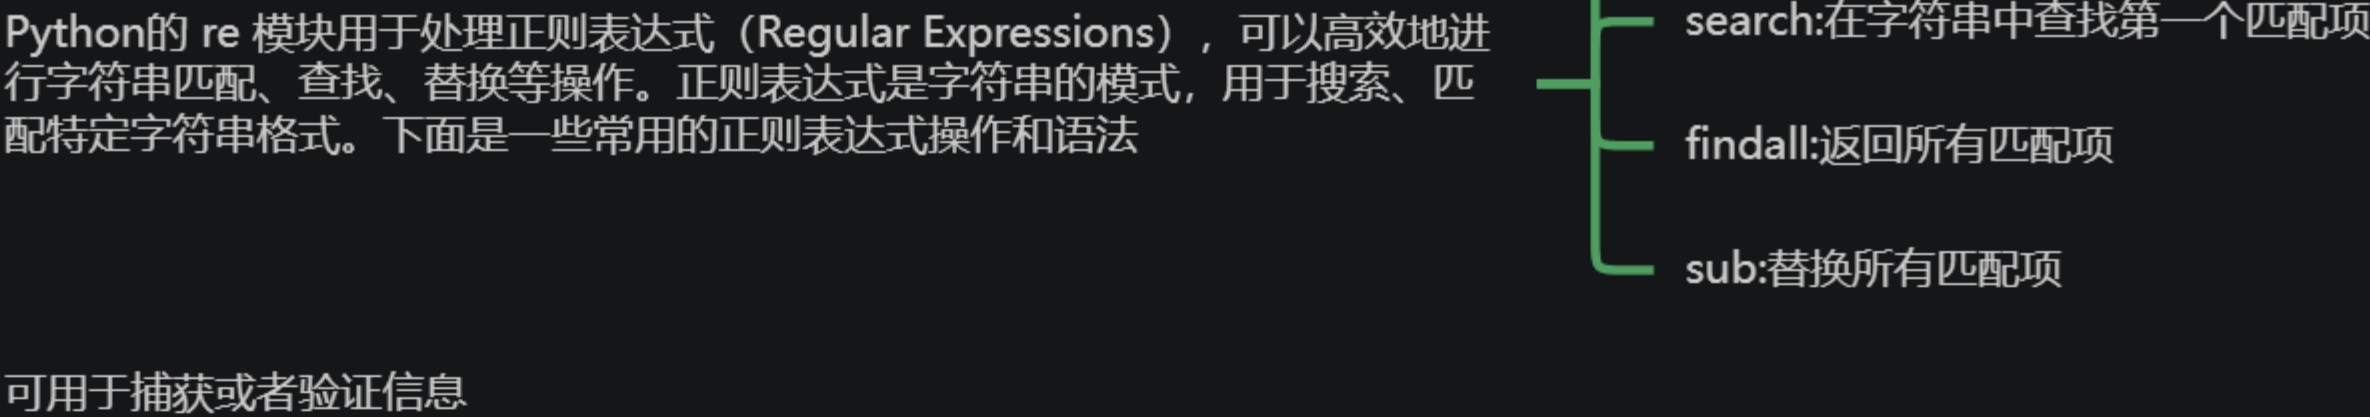 Python的 re 模块用于处理正则表达式（Regular Expressions），可以高效地进
行字符串匹配、查找、替换等操作。正则表达式是字符串的模式，用于搜索、匹
配特定字符串格式。下面是一些常用的正则表达式操作和语法
search:在字符串中查找第一个匹配项
findall:返回所有匹配项
sub:替换所有匹配项
可用于捕获或者验证信息